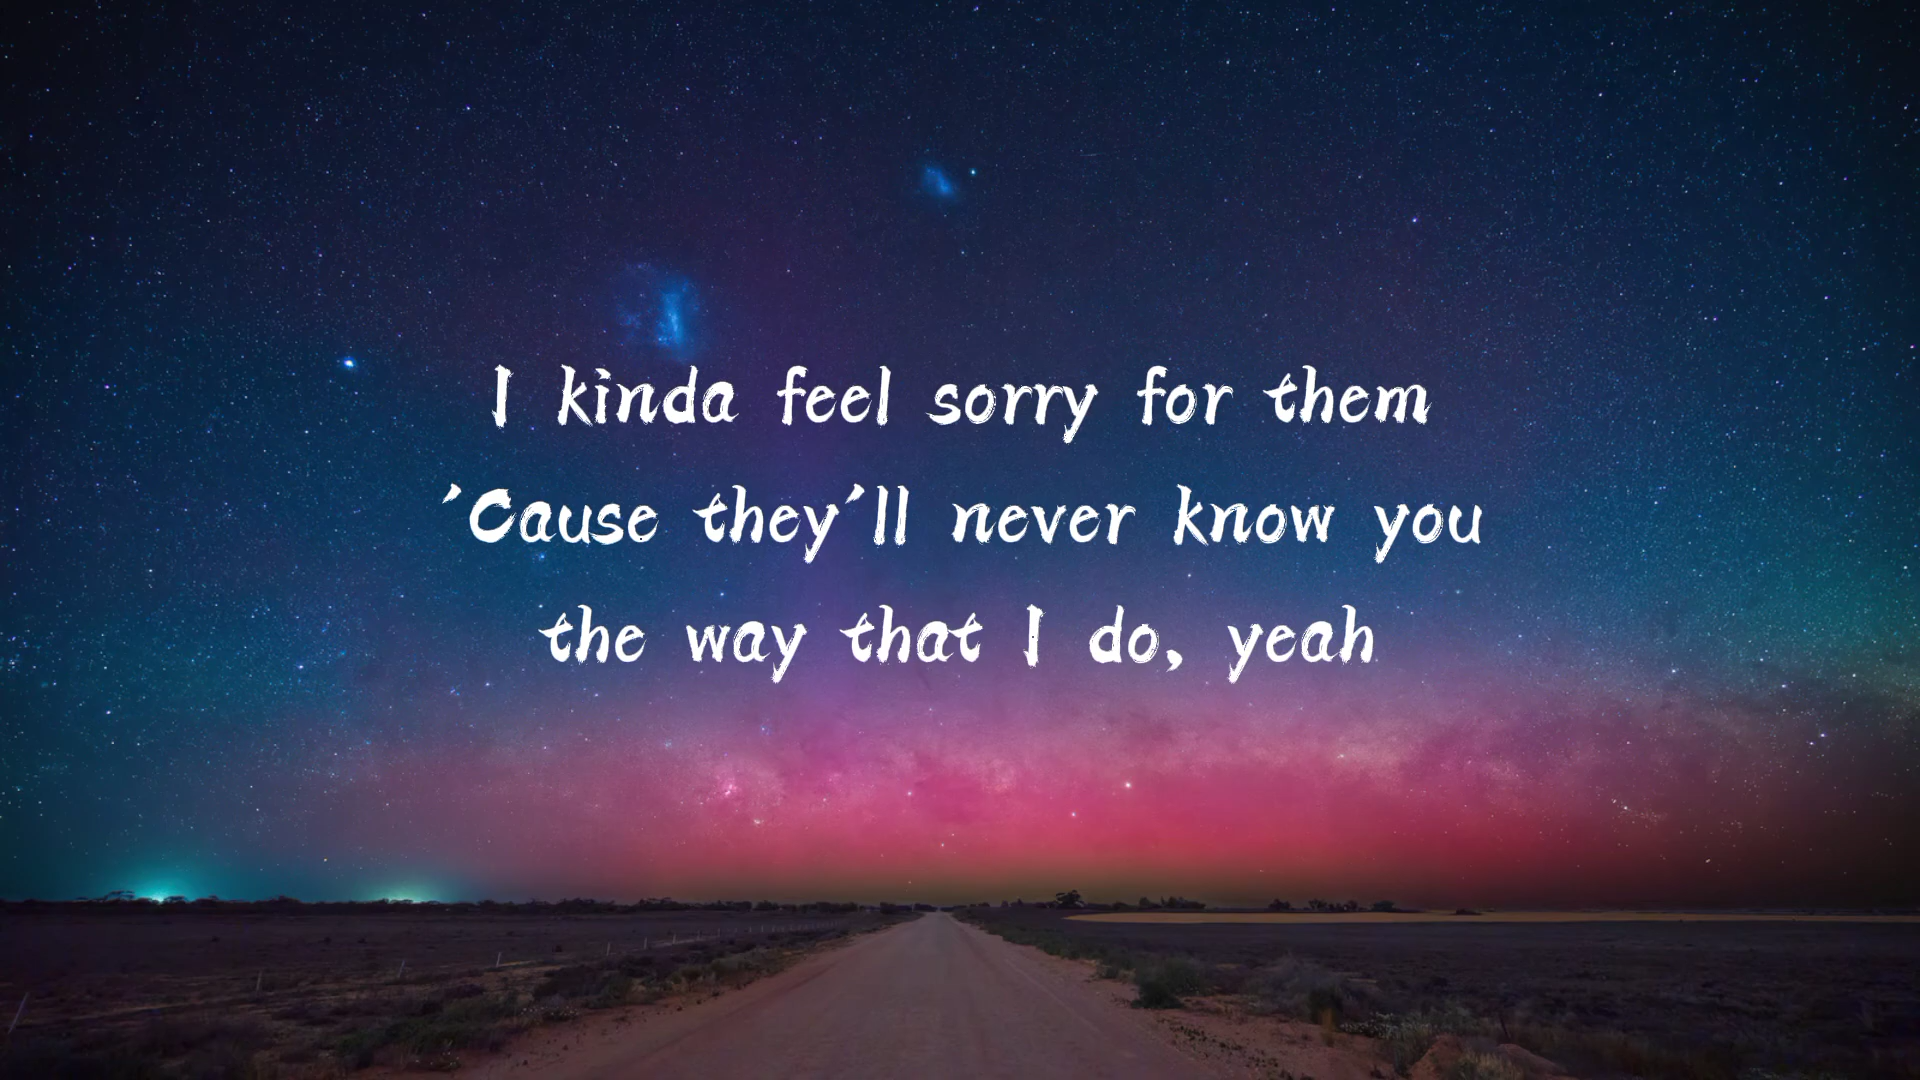 I kinda feel sorry for them
'Cause they'll never know you
the way that I do, yeah